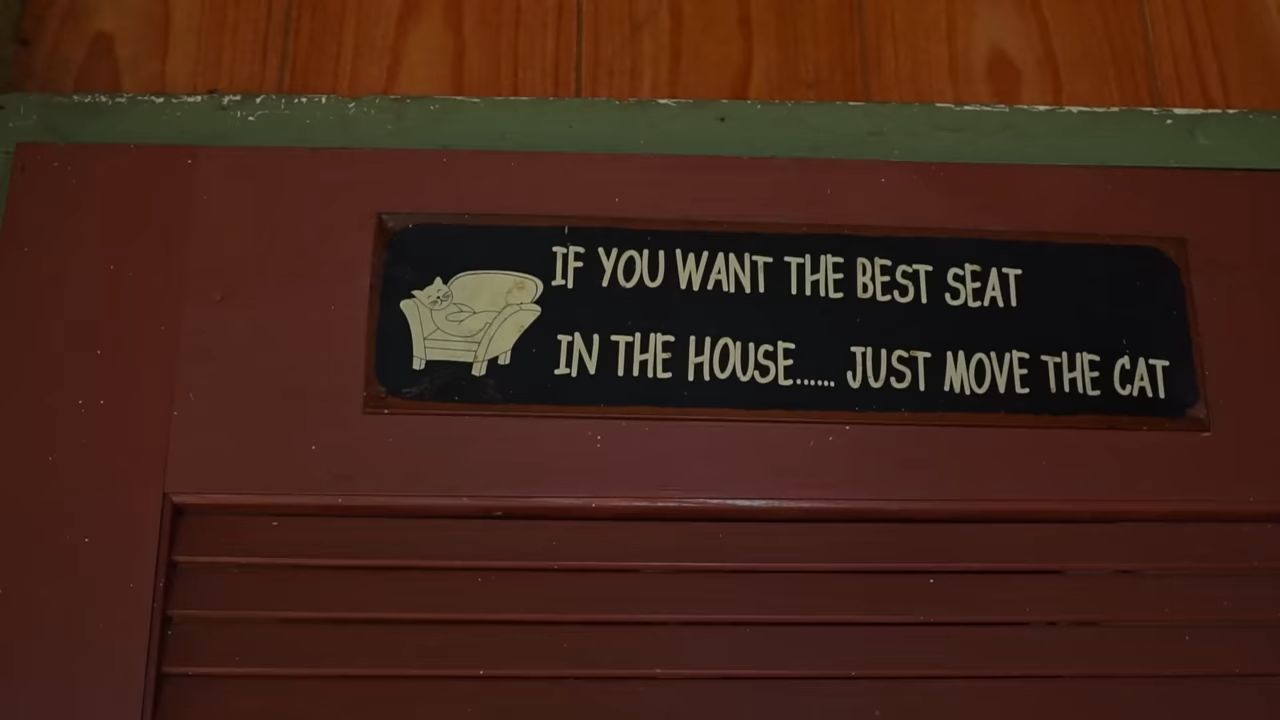 IF YOU WANT THE BEST SEAT
IN THE HOUSE...... JUST MOVE THE CAT